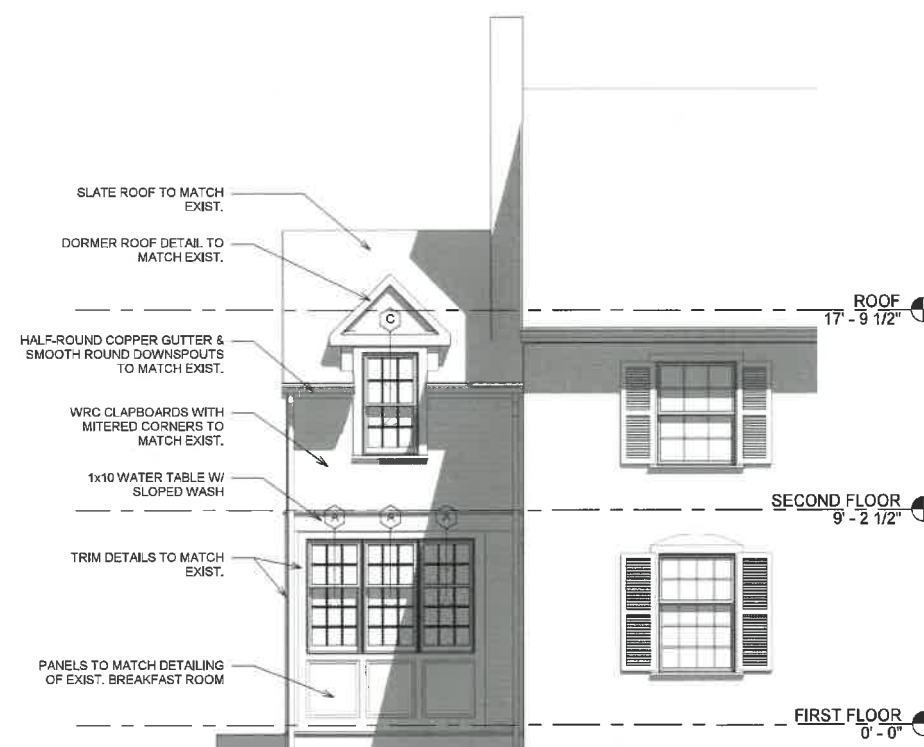 SLATE ROOF TO MATCH
EXIST.
DORMER ROOF DETAIL TO
MATCH EXIST.
C
ROOF
17' - 9 1/2"
HALF-ROUND COPPER GUTTER &
SMOOTH ROUND DOWNSPOUTS
TO MATCH EXIST.
WRC CLAPBOARDS WITH
MITERED CORNERS TO
MATCH EXIST.
1x10 WATER TABLE W/
SLOPED WASH
A A A
SECOND FLOOR
9' - 2 1/2"
TRIM DETAILS TO MATCH
EXIST.
PANELS TO MATCH DETAILING
OF EXIST. BREAKFAST ROOM
FIRST FLOOR
0' - 0"